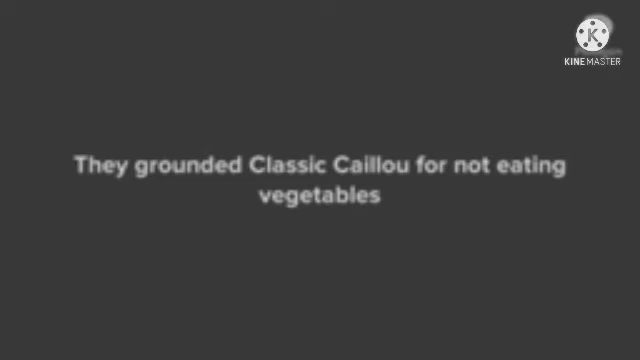 KINEMASTER
They grounded Classic Caillou for not eating
vegetables